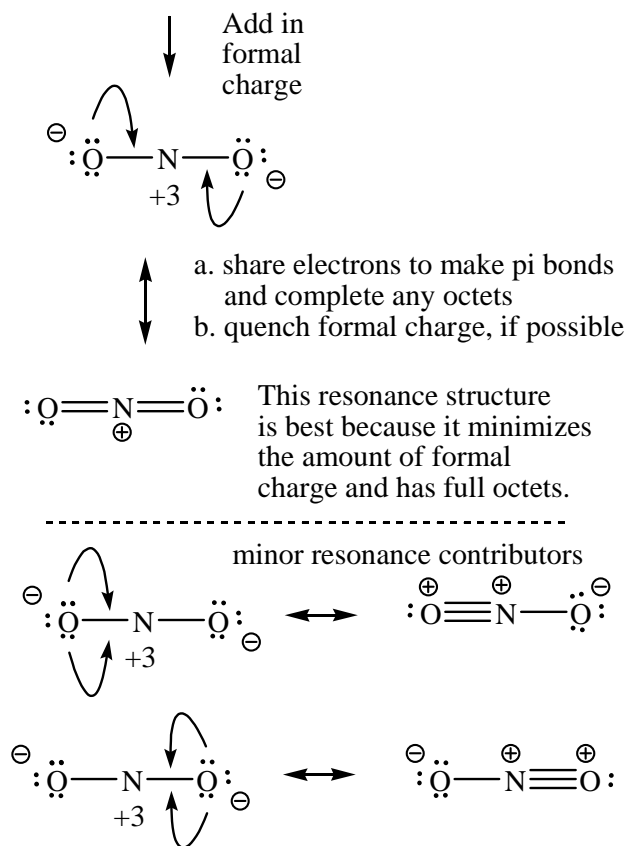 Add in
formal
charge
⊖ :Ö — N — Ö: ⊖
+3
a. share electrons to make pi bonds
and complete any octets
b. quench formal charge, if possible
:O═N═O:
⊕
This resonance structure
is best because it minimizes
the amount of formal
charge and has full octets.
minor resonance contributors
⊖ :O — N — O: ⊖
+3
⊕ ⊕ ⊖
:O≡N — O:
⊖ :O — N — O: ⊖
+3
⊖ ⊕ ⊕
:O — N≡O: